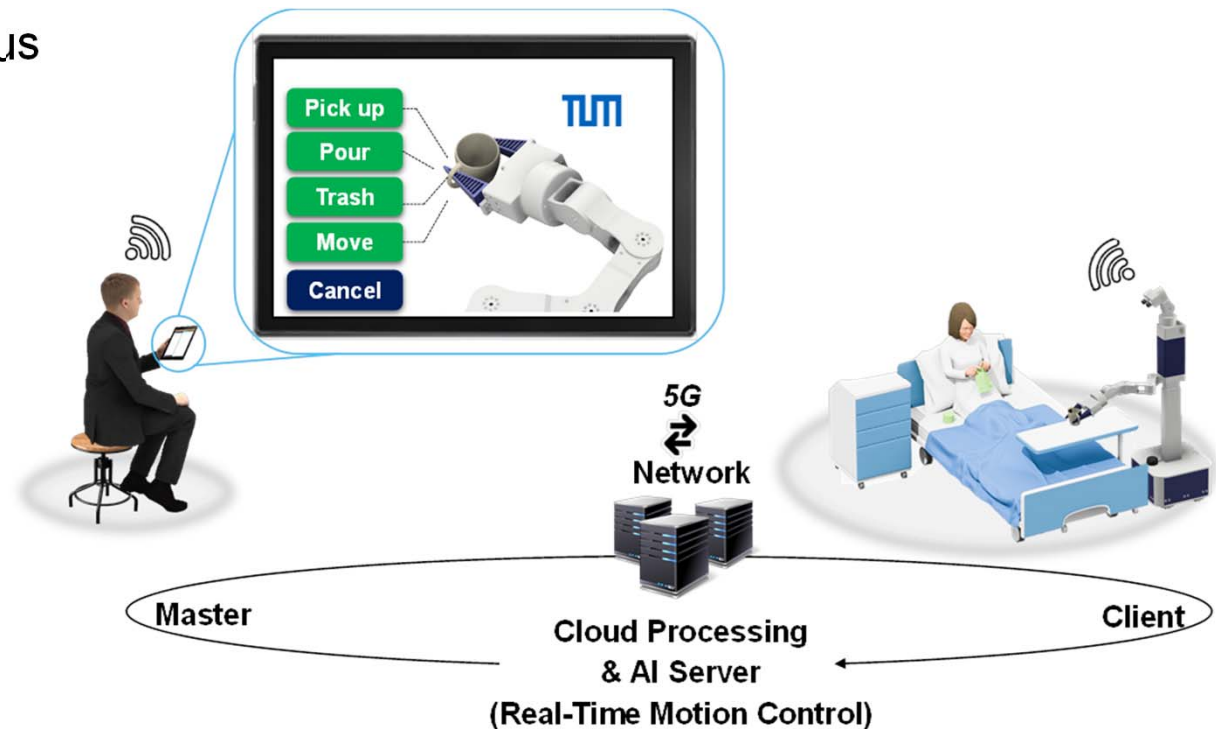 Pick up
TUM
Pour
Trash
Move
Cancel
5G
Network
Master
Client
Cloud Processing
& AI Server
(Real-Time Motion Control)